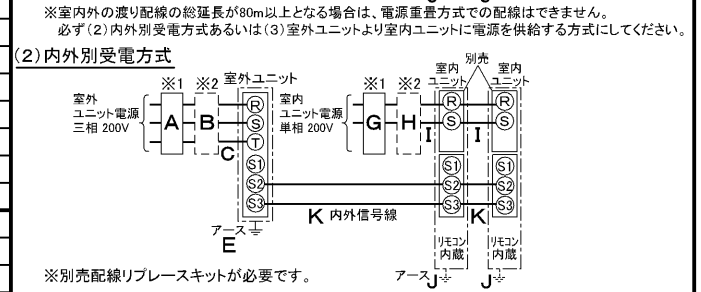 ※室内外の渡り配線の総延長が80m以上となる場合は、電源重畳方式での配線はできません。
必ず(2)内外別受電方式あるいは(3)室外ユニットより室内ユニットに電源を供給する方式にしてください。
(2)内外別受電方式
※1 ※2 室外ユニット
室外
ユニット電源
三相 200V
A B C
R
S
T
S1
S2
S3
アース
E
※1 ※2
室内
ユニット電源
単相 200V
G H I I
室内
ユニット
別売
室内
ユニット
R
S
S1
S2
S3
R
S
S1
S2
S3
K 内外信号線
K
リモコン
内蔵
リモコン
内蔵
アース J J
※別売配線リプレースキットが必要です。